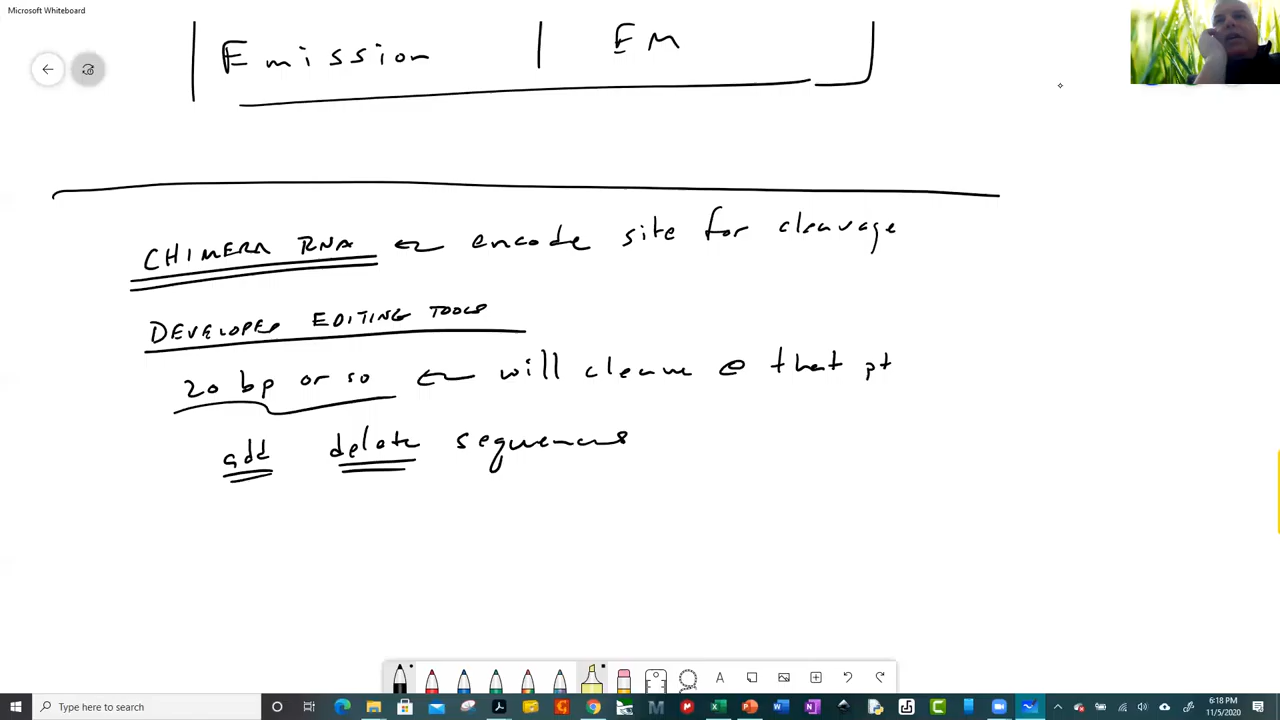 Microsoft Whiteboard
Emission | EM
CHIMERA RNA ← encode site for cleavage
DEVELOPED EDITING TOOLS
20 bp or so ← will cleave @ that pt
add delete sequences
Type here to search
6:18 PM
11/5/2020